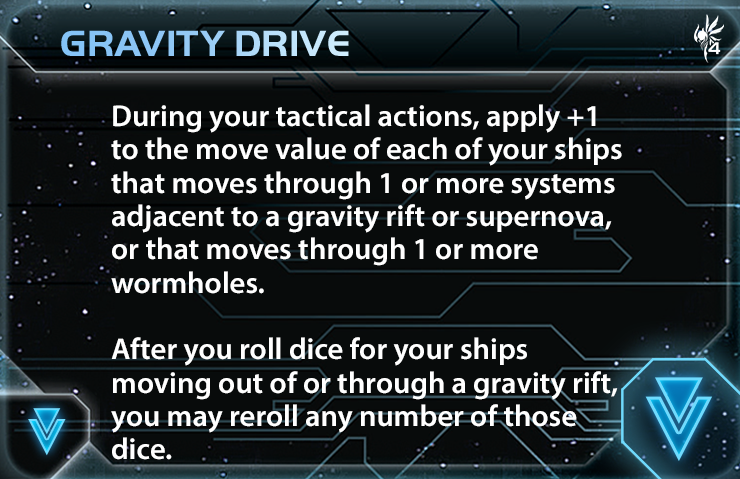 GRAVITY DRIVE
4
During your tactical actions, apply +1
to the move value of each of your ships
that moves through 1 or more systems
adjacent to a gravity rift or supernova,
or that moves through 1 or more
wormholes.
After you roll dice for your ships
moving out of or through a gravity rift,
you may reroll any number of those
dice.